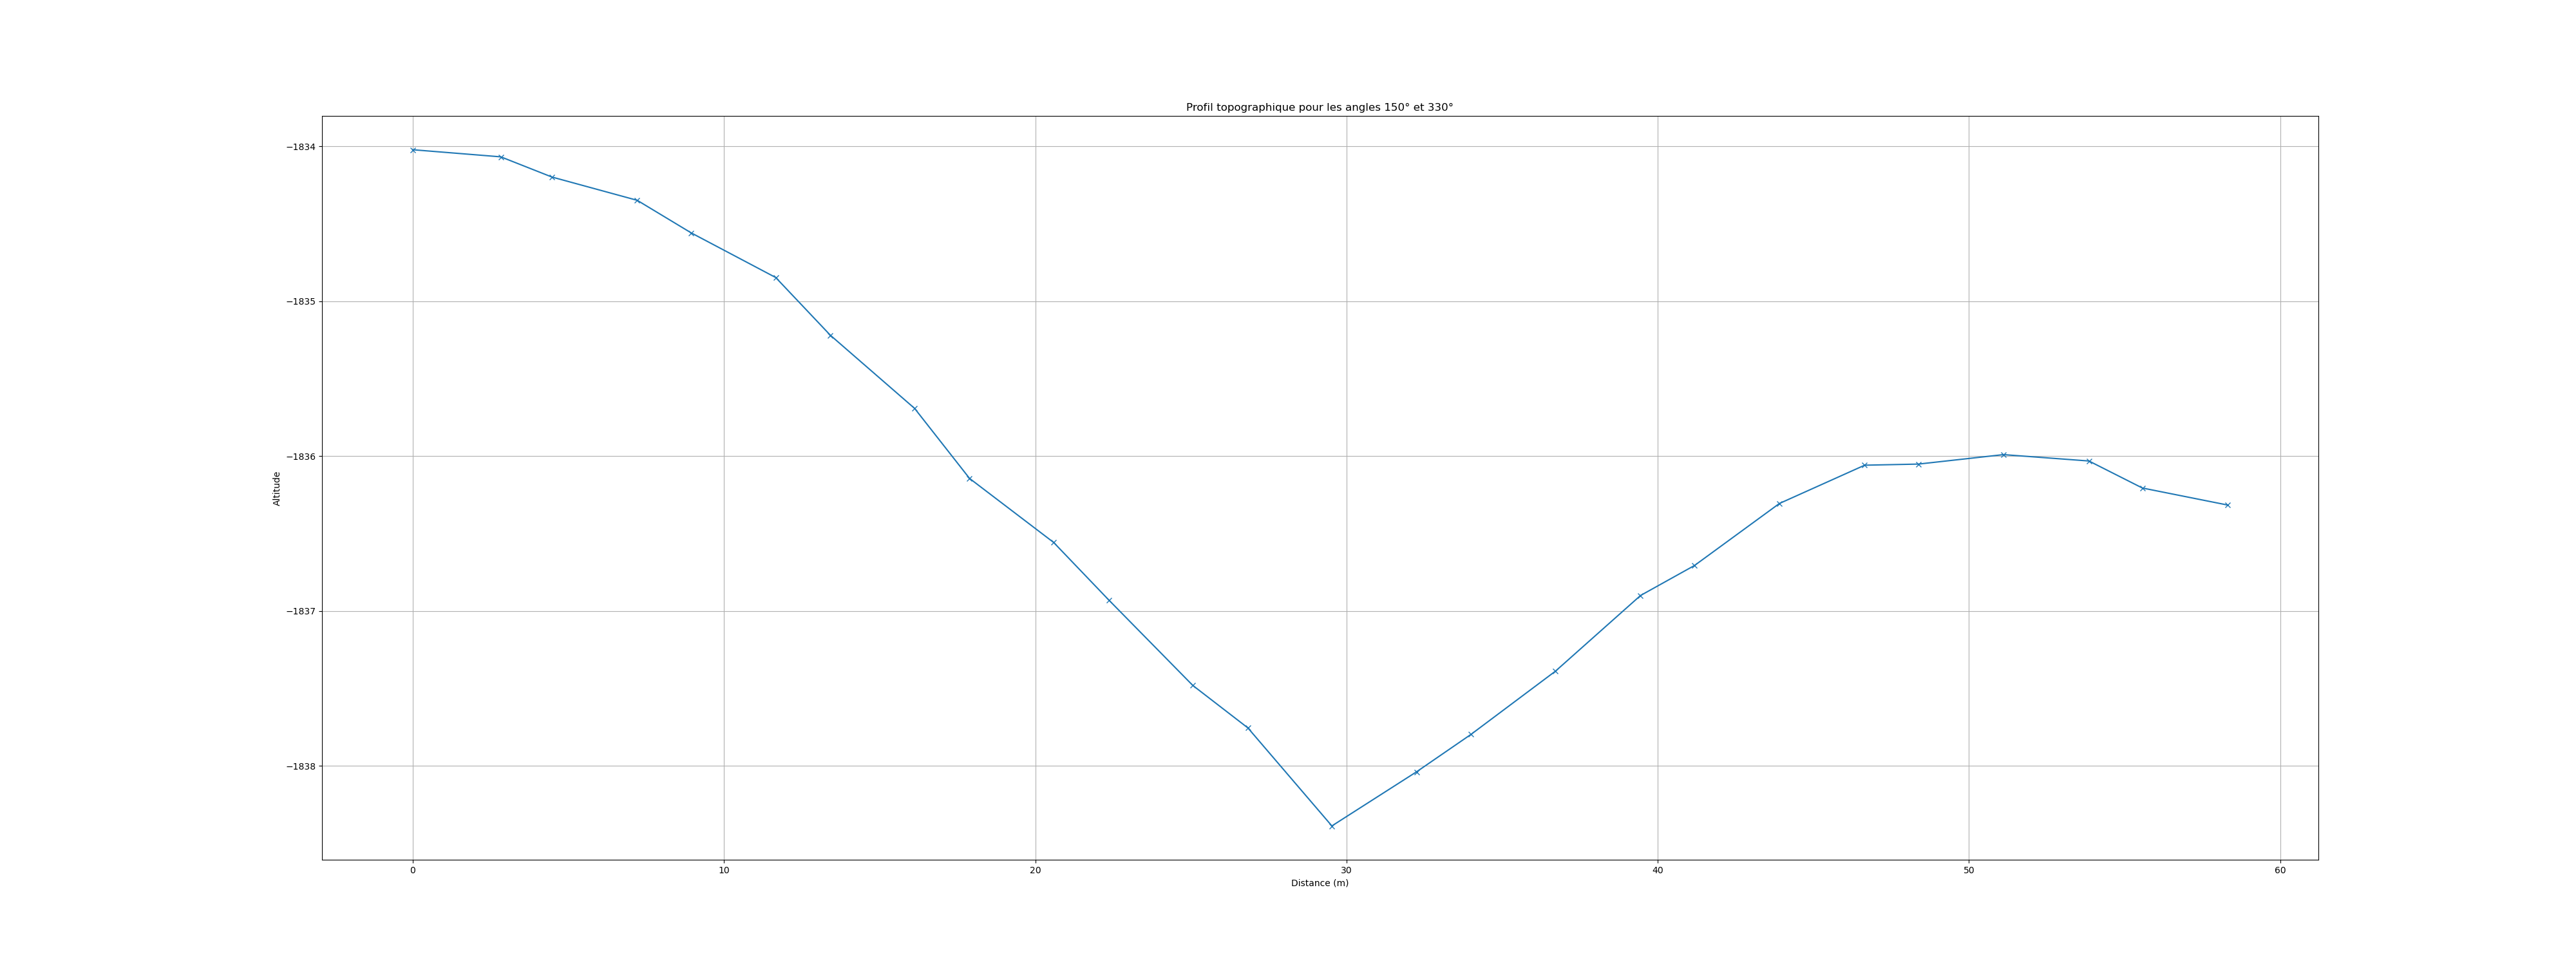 Profil topographique pour les angles 150° et 330°
−1834
−1835
−1836
−1837
−1838
Altitude
0 10 20 30 40 50 60
Distance (m)